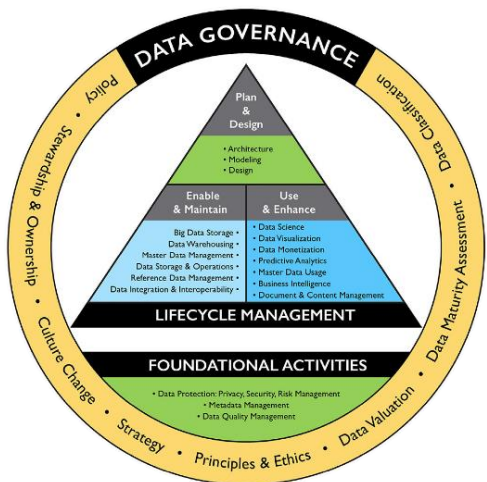 DATA GOVERNANCE
Plan
&
Design
• Architecture
• Modeling
• Design
Enable
& Maintain
Big Data Storage •
Data Warehousing •
Master Data Management •
Data Storage & Operations •
Reference Data Management •
Data Integration & Interoperability •
Use
& Enhance
• Data Science
• Data Visualization
• Data Monetization
• Predictive Analytics
• Master Data Usage
• Business Intelligence
• Document & Content Management
LIFECYCLE MANAGEMENT
FOUNDATIONAL ACTIVITIES
• Data Protection: Privacy, Security, Risk Management
• Metadata Management
• Data Quality Management
Policy • Stewardship & Ownership • Culture Change • Strategy • Principles & Ethics • Data Valuation • Data Maturity Assessment • Data Classification